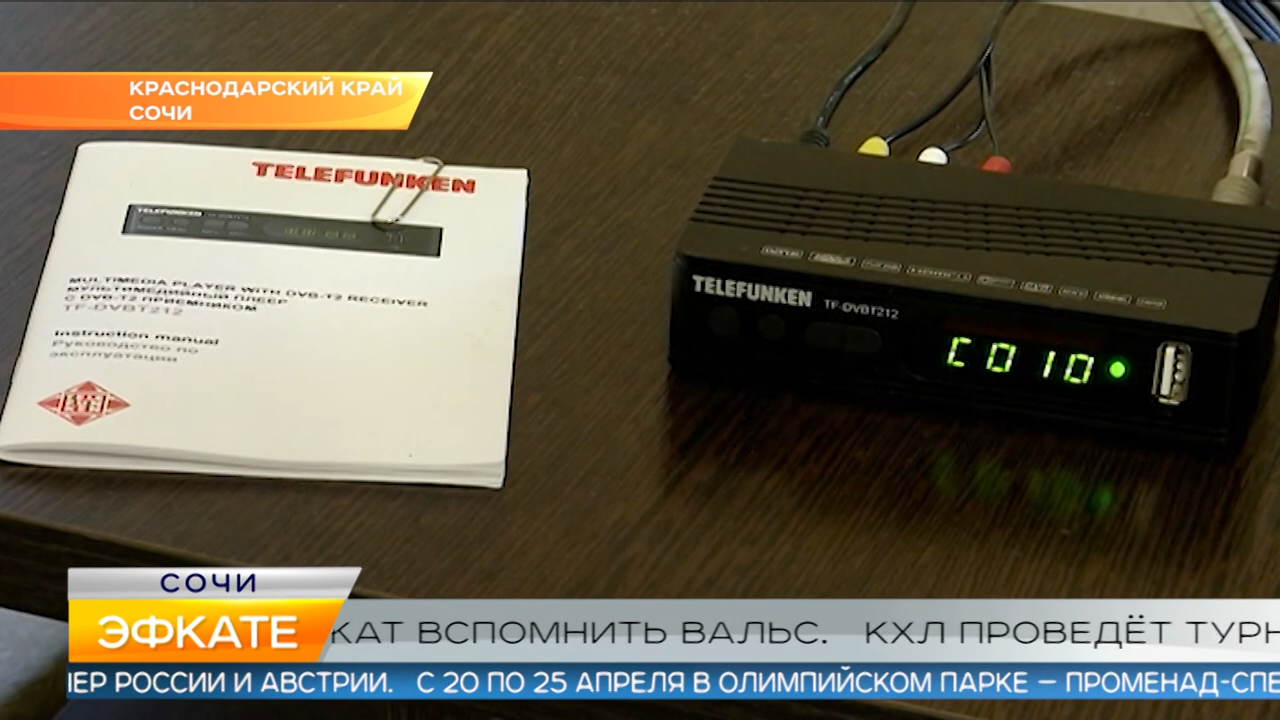 КРАСНОДАРСКИЙ КРАЙ
СОЧИ
TELEFUNKEN
TELEFUNKEN
MULTIMEDIA PLAYER WITH DVB-T2 RECEIVER
МУЛЬТИМЕДИЙНЫЙ ПЛЕЕР
С DVB-T2 ПРИЕМНИКОМ
TF-DVBT212
Instruction manual
Руководство по
эксплуатации
TELEFUNKEN TF-DVBT212
C010
СОЧИ
ЭФКАТЕ
КАТ ВСПОМНИТЬ ВАЛЬС. КХЛ ПРОВЕДЁТ ТУРН
ЕР РОССИИ И АВСТРИИ. С 20 ПО 25 АПРЕЛЯ В ОЛИМПИЙСКОМ ПАРКЕ – ПРОМЕНАД-СПЕ